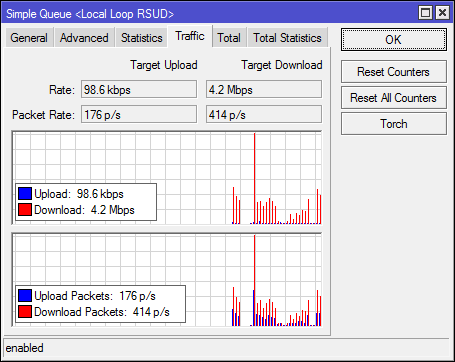 Simple Queue <Local Loop RSUD>
General Advanced Statistics Traffic Total Total Statistics
OK
Reset Counters
Reset All Counters
Torch
Target Upload Target Download
Rate: 98.6 kbps 4.2 Mbps
Packet Rate: 176 p/s 414 p/s
Upload: 98.6 kbps
Download: 4.2 Mbps
Upload Packets: 176 p/s
Download Packets: 414 p/s
enabled